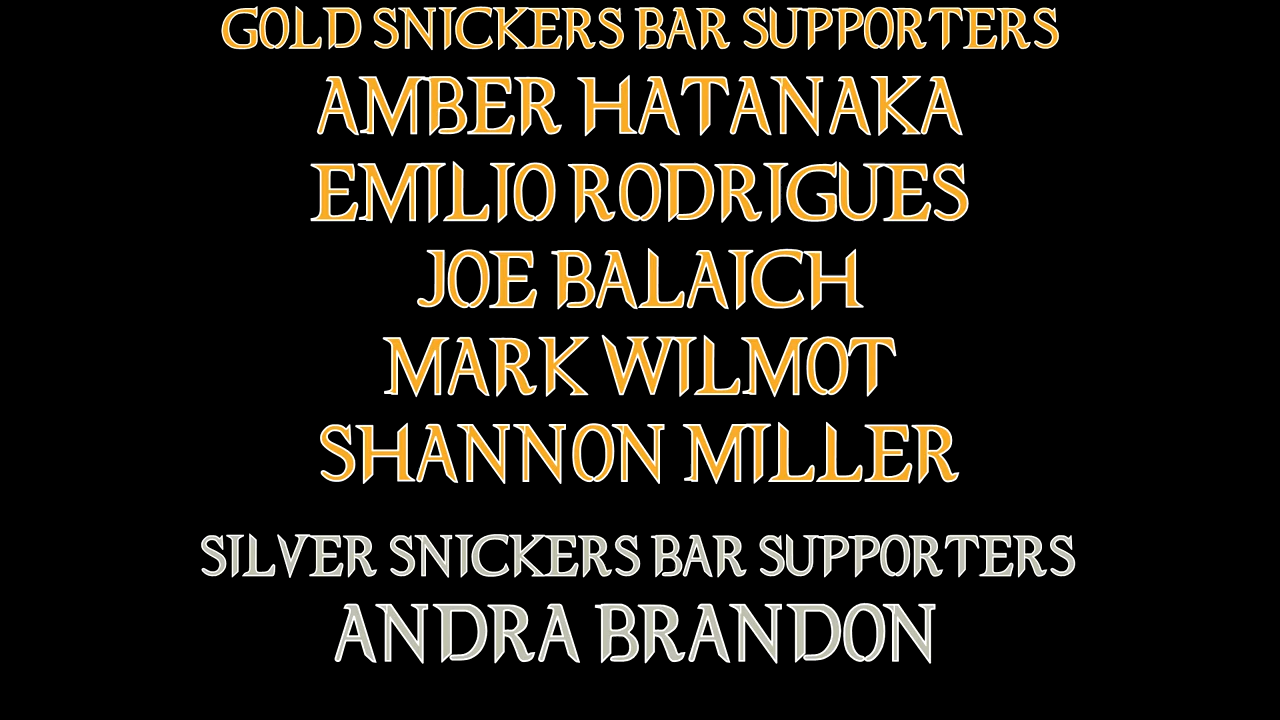 GOLD SNICKERS BAR SUPPORTERS
AMBER HATANAKA
EMILIO RODRIGUES
JOE BALAICH
MARK WILMOT
SHANNON MILLER
SILVER SNICKERS BAR SUPPORTERS
ANDRA BRANDON